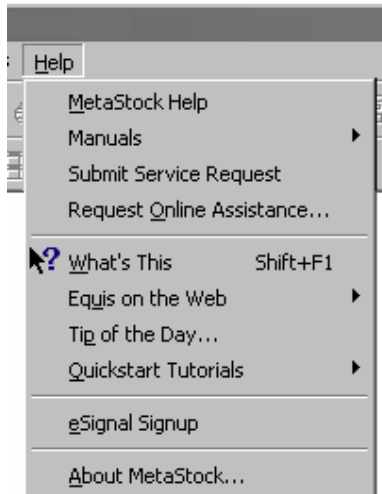 Help
MetaStock Help
Manuals
Submit Service Request
Request Online Assistance...
What's This Shift+F1
Equis on the Web
Tip of the Day...
Quickstart Tutorials
eSignal Signup
About MetaStock...